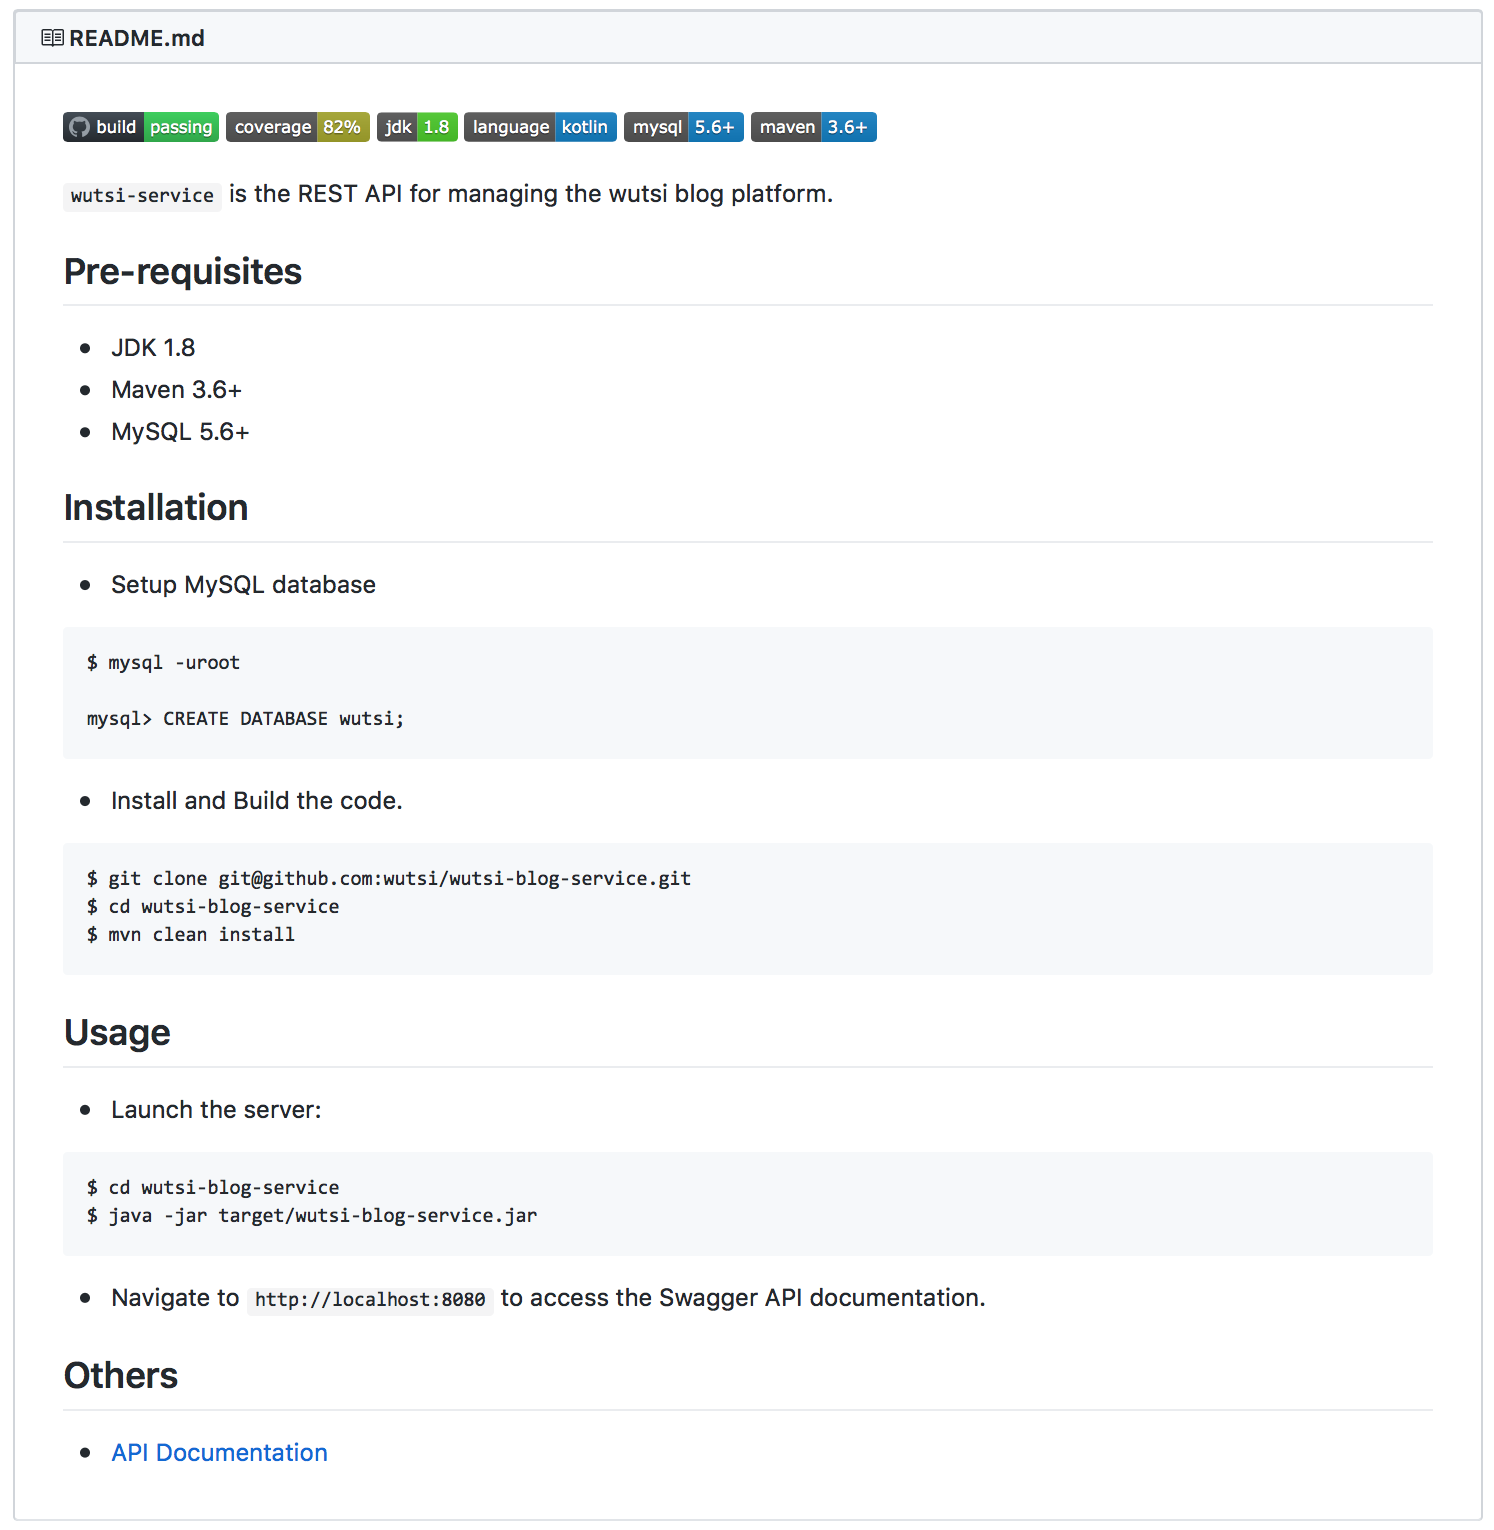 README.md
build passing coverage 82% jdk 1.8 language kotlin mysql 5.6+ maven 3.6+
wutsi-service is the REST API for managing the wutsi blog platform.
Pre-requisites
JDK 1.8
Maven 3.6+
MySQL 5.6+
Installation
Setup MySQL database
$ mysql -uroot
mysql> CREATE DATABASE wutsi;
Install and Build the code.
$ git clone git@github.com:wutsi/wutsi-blog-service.git
$ cd wutsi-blog-service
$ mvn clean install
Usage
Launch the server:
$ cd wutsi-blog-service
$ java -jar target/wutsi-blog-service.jar
Navigate to http://localhost:8080 to access the Swagger API documentation.
Others
API Documentation